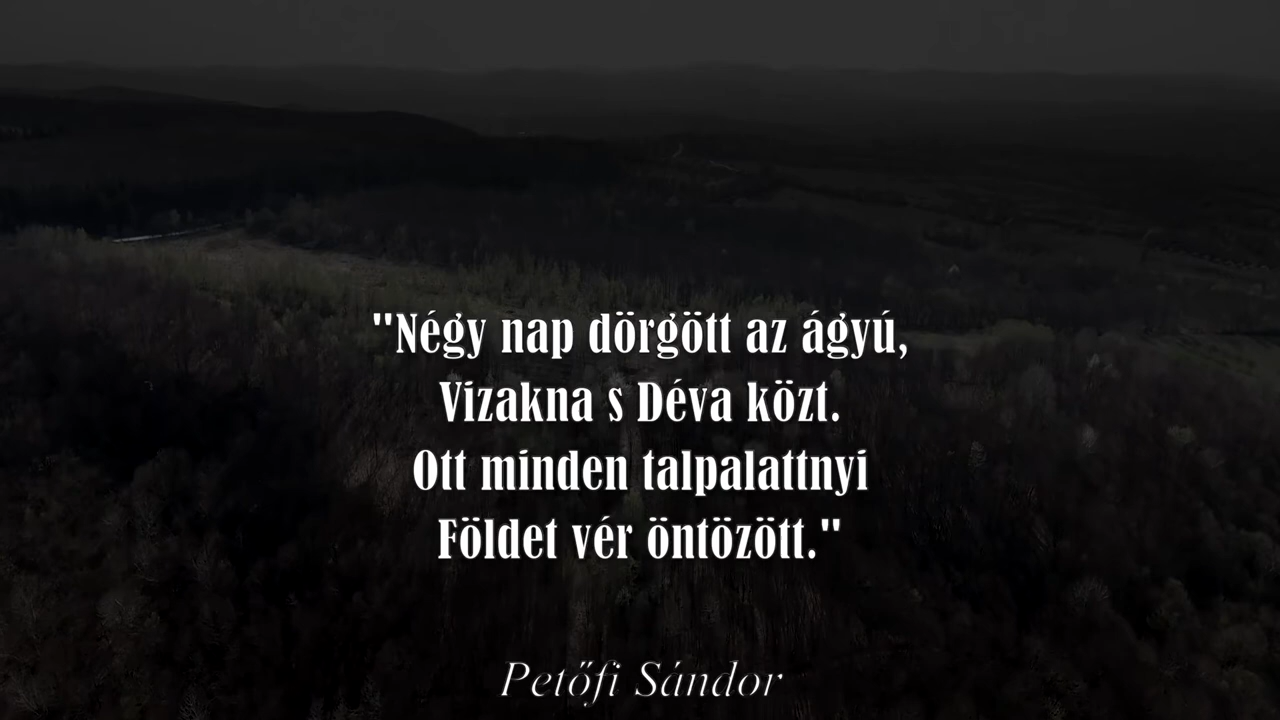 "Négy nap dörgött az ágyú,
Vizakna s Déva közt.
Ott minden talpalattnyi
Földet vér öntözött."
Petőfi Sándor